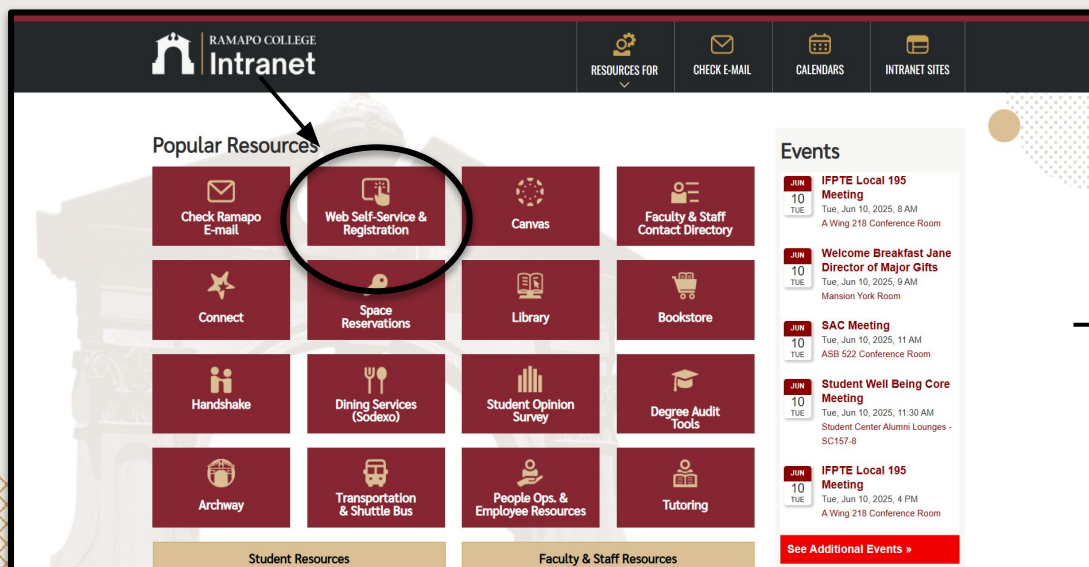 RAMAPO COLLEGE
Intranet
RESOURCES FOR
CHECK E-MAIL
CALENDARS
INTRANET SITES
Popular Resources
Check Ramapo
E-mail
Web Self-Service &
Registration
Canvas
Faculty & Staff
Contact Directory
Connect
Space
Reservations
Library
Bookstore
Handshake
Dining Services
(Sodexo)
Student Opinion
Survey
Degree Audit
Tools
Archway
Transportation
& Shuttle Bus
People Ops. &
Employee Resources
Tutoring
Student Resources
Faculty & Staff Resources
Events
JUN
10
TUE
IFPTE Local 195
Meeting
Tue, Jun 10, 2025, 8 AM
A Wing 218 Conference Room
JUN
10
TUE
Welcome Breakfast Jane
Director of Major Gifts
Tue, Jun 10, 2025, 9 AM
Mansion York Room
JUN
10
TUE
SAC Meeting
Tue, Jun 10, 2025, 11 AM
ASB 522 Conference Room
JUN
10
TUE
Student Well Being Core
Meeting
Tue, Jun 10, 2025, 11:30 AM
Student Center Alumni Lounges -
SC157-8
JUN
10
TUE
IFPTE Local 195
Meeting
Tue, Jun 10, 2025, 4 PM
A Wing 218 Conference Room
See Additional Events »